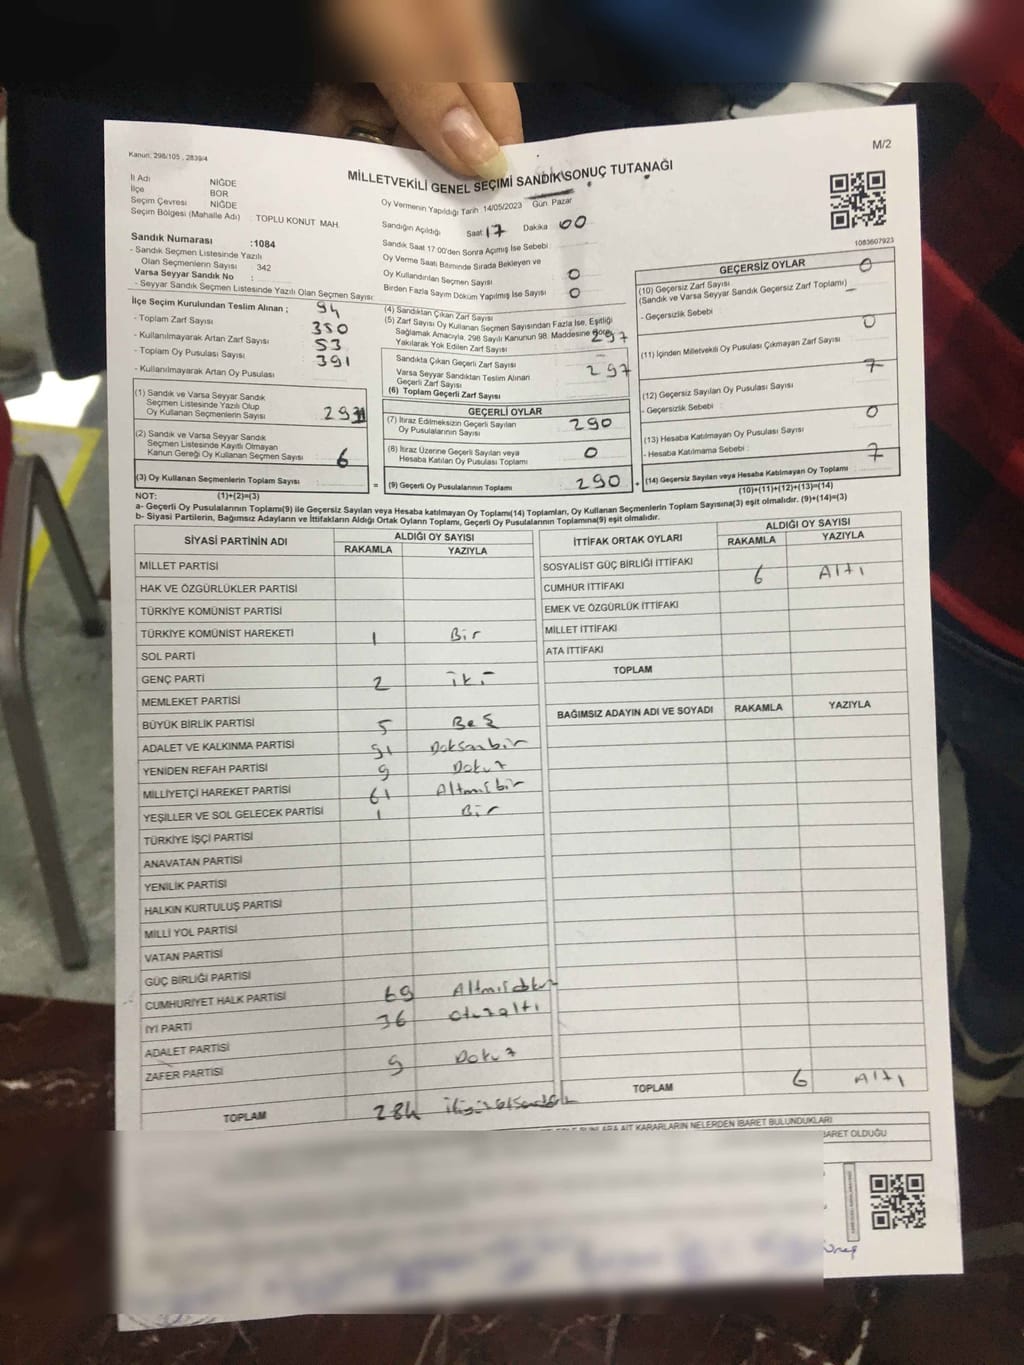 Kanun: 298/105 , 2839/4
M/2
MİLLETVEKİLİ GENEL SEÇİMİ SANDIK SONUÇ TUTANAĞI
İl Adı NİĞDE
İlçe BOR
Seçim Çevresi NİĞDE
Seçim Bölgesi (Mahalle Adı) TOPLU KONUT MAH.
Oy Vermenin Yapıldığı Tarih 14/05/2023 Gün. Pazar
Sandığın Açıldığı Saat 17 Dakika 00
Sandık Saat 17:00'den Sonra Açımış İse Sebebi
Oy Verme Saati Bitiminde Sırada Bekleyen ve
Oy Kullandırılan Seçmen Sayısı 0
Birden Fazla Sayım Döküm Yapılmış İse Sayısı 0
1083607923
Sandık Numarası :1084
- Sandık Seçmen Listesinde Yazılı
Olan Seçmenlerin Sayısı 342
Varsa Seyyar Sandık No :
- Seyyar Sandık Seçmen Listesinde Yazılı Olan Seçmen Sayısı:
İlçe Seçim Kurulundan Teslim Alınan ;
- Toplam Zarf Sayısı 350
- Kullanılmayarak Artan Zarf Sayısı 53
- Toplam Oy Pusulası Sayısı 391
- Kullanılmayarak Artan Oy Pusulası 94
(1) Sandık ve Varsa Seyyar Sandık
Seçmen Listesinde Yazılı Olup
Oy Kullanan Seçmenlerin Sayısı
(2) Sandık ve Varsa Seyyar Sandık
Seçmen Listesinde Kayıtlı Olmayan
Kanun Gereği Oy Kullanan Seçmen Sayısı 6
(3) Oy Kullanan Seçmenlerin Toplam Sayısı =
(4) Sandıktan Çıkan Zarf Sayısı 297
(5) Zarf Sayısı Oy Kullanan Seçmen Sayısından Fazla İse, Eşitliği
Sağlamak Amacıyla, 298 Sayılı Kanunun 98. Maddesine Göre
Yakılarak Yok Edilen Zarf Sayısı
Sandıkta Çıkan Geçerli Zarf Sayısı
Varsa Seyyar Sandıktan Teslim Alınan
Geçerli Zarf Sayısı
(6) Toplam Geçerli Zarf Sayısı 297
GEÇERLİ OYLAR
(7) İtiraz Edilmeksizin Geçerli Sayılan
Oy Pusulalarının Sayısı 290
(8) İtiraz Üzerine Geçerli Sayılan veya
Hesaba Katılan Oy Pusulası Toplamı 0
(9) Geçerli Oy Pusulalarının Toplamı 290 +
GEÇERSİZ OYLAR
(10) Geçersiz Zarf Sayısı 0
(Sandık ve Varsa Seyyar Sandık Geçersiz Zarf Toplamı)
- Geçersizlik Sebebi :
(11) İçinden Milletvekili Oy Pusulası Çıkmayan Zarf Sayısı 0
(12) Geçersiz Sayılan Oy Pusulası Sayısı 7
- Geçersizlik Sebebi :
(13) Hesaba Katılmayan Oy Pusulası Sayısı 0
- Hesaba Katılmama Sebebi :
(14) Geçersiz Sayılan veya Hesaba Katılmayan Oy Toplamı 7
NOT: (1)+(2)=(3)
(10)+(11)+(12)+(13)=(14)
a- Geçerli Oy Pusulalarının Toplamı(9) ile Geçersiz Sayılan veya Hesaba katılmayan Oy Toplam(14) Toplamları, Oy Kullanan Seçmenlerin Toplam Sayısına(3) eşit olmalıdır. (9)+(14)=(3)
b- Siyasi Partilerin, Bağımsız Adayların ve İttifakların Aldığı Ortak Oyların Toplamı, Geçerli Oy Pusulalarının Toplamına(9) eşit olmalıdır.
SİYASİ PARTİNİN ADI ALDIĞI OY SAYISI
RAKAMLA YAZIYLA
MİLLET PARTİSİ
HAK VE ÖZGÜRLÜKLER PARTİSİ
TÜRKİYE KOMÜNİST PARTİSİ
TÜRKİYE KOMÜNİST HAREKETİ 1 Bir
SOL PARTİ
GENÇ PARTİ 2 iki
MEMLEKET PARTİSİ
BÜYÜK BİRLİK PARTİSİ 5 Beş
ADALET VE KALKINMA PARTİSİ 91 Doksanbir
YENİDEN REFAH PARTİSİ 9 Dokuz
MİLLİYETÇİ HAREKET PARTİSİ 61 Altmışbir
YEŞİLLER VE SOL GELECEK PARTİSİ 1 Bir
TÜRKİYE İŞÇİ PARTİSİ
ANAVATAN PARTİSİ
YENİLİK PARTİSİ
HALKIN KURTULUŞ PARTİSİ
MİLLİ YOL PARTİSİ
VATAN PARTİSİ
GÜÇ BİRLİĞİ PARTİSİ
CUMHURİYET HALK PARTİSİ 69 Altmışdokuz
İYİ PARTİ 36 otuzaltı
ADALET PARTİSİ
ZAFER PARTİSİ 9 Dokuz
TOPLAM 284 ikiyüzseksendört
İTTİFAK ORTAK OYLARI ALDIĞI OY SAYISI
RAKAMLA YAZIYLA
SOSYALİST GÜÇ BİRLİĞİ İTTİFAKI
CUMHUR İTTİFAKI 6 Altı
EMEK VE ÖZGÜRLÜK İTTİFAKI
MİLLET İTTİFAKI
ATA İTTİFAKI
TOPLAM
BAĞIMSIZ ADAYIN ADI VE SOYADI RAKAMLA YAZIYLA
TOPLAM 6 Altı
AİT KARARLARIN NELERDEN İBARET BULUNDUKLARI
İBARET OLDUĞU